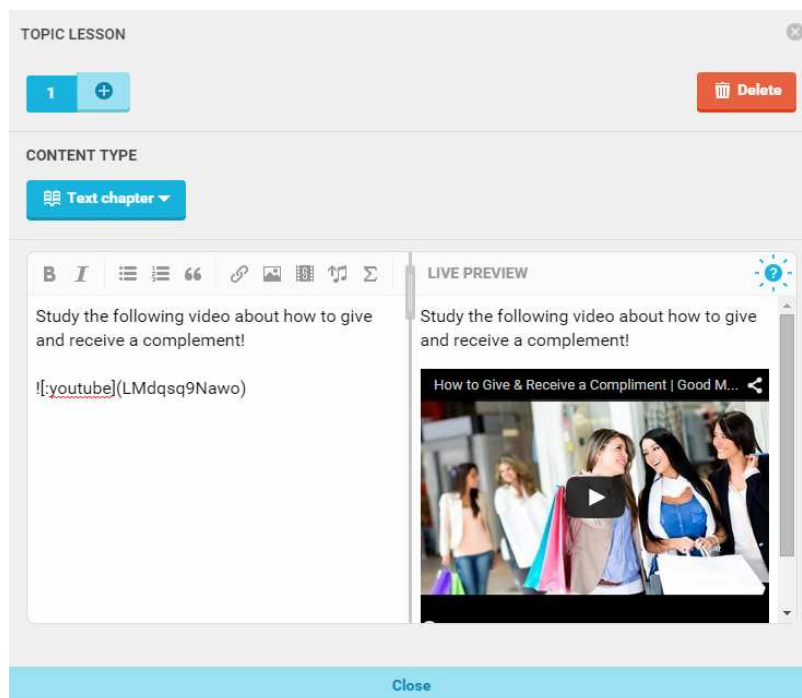 TOPIC LESSON
1
Delete
CONTENT TYPE
Text chapter
B I
LIVE PREVIEW
?
Study the following video about how to give
and receive a complement!
![:youtube](LMdqsq9Nawo)
Study the following video about how to give
and receive a complement!
How to Give & Receive a Compliment | Good M...
Close